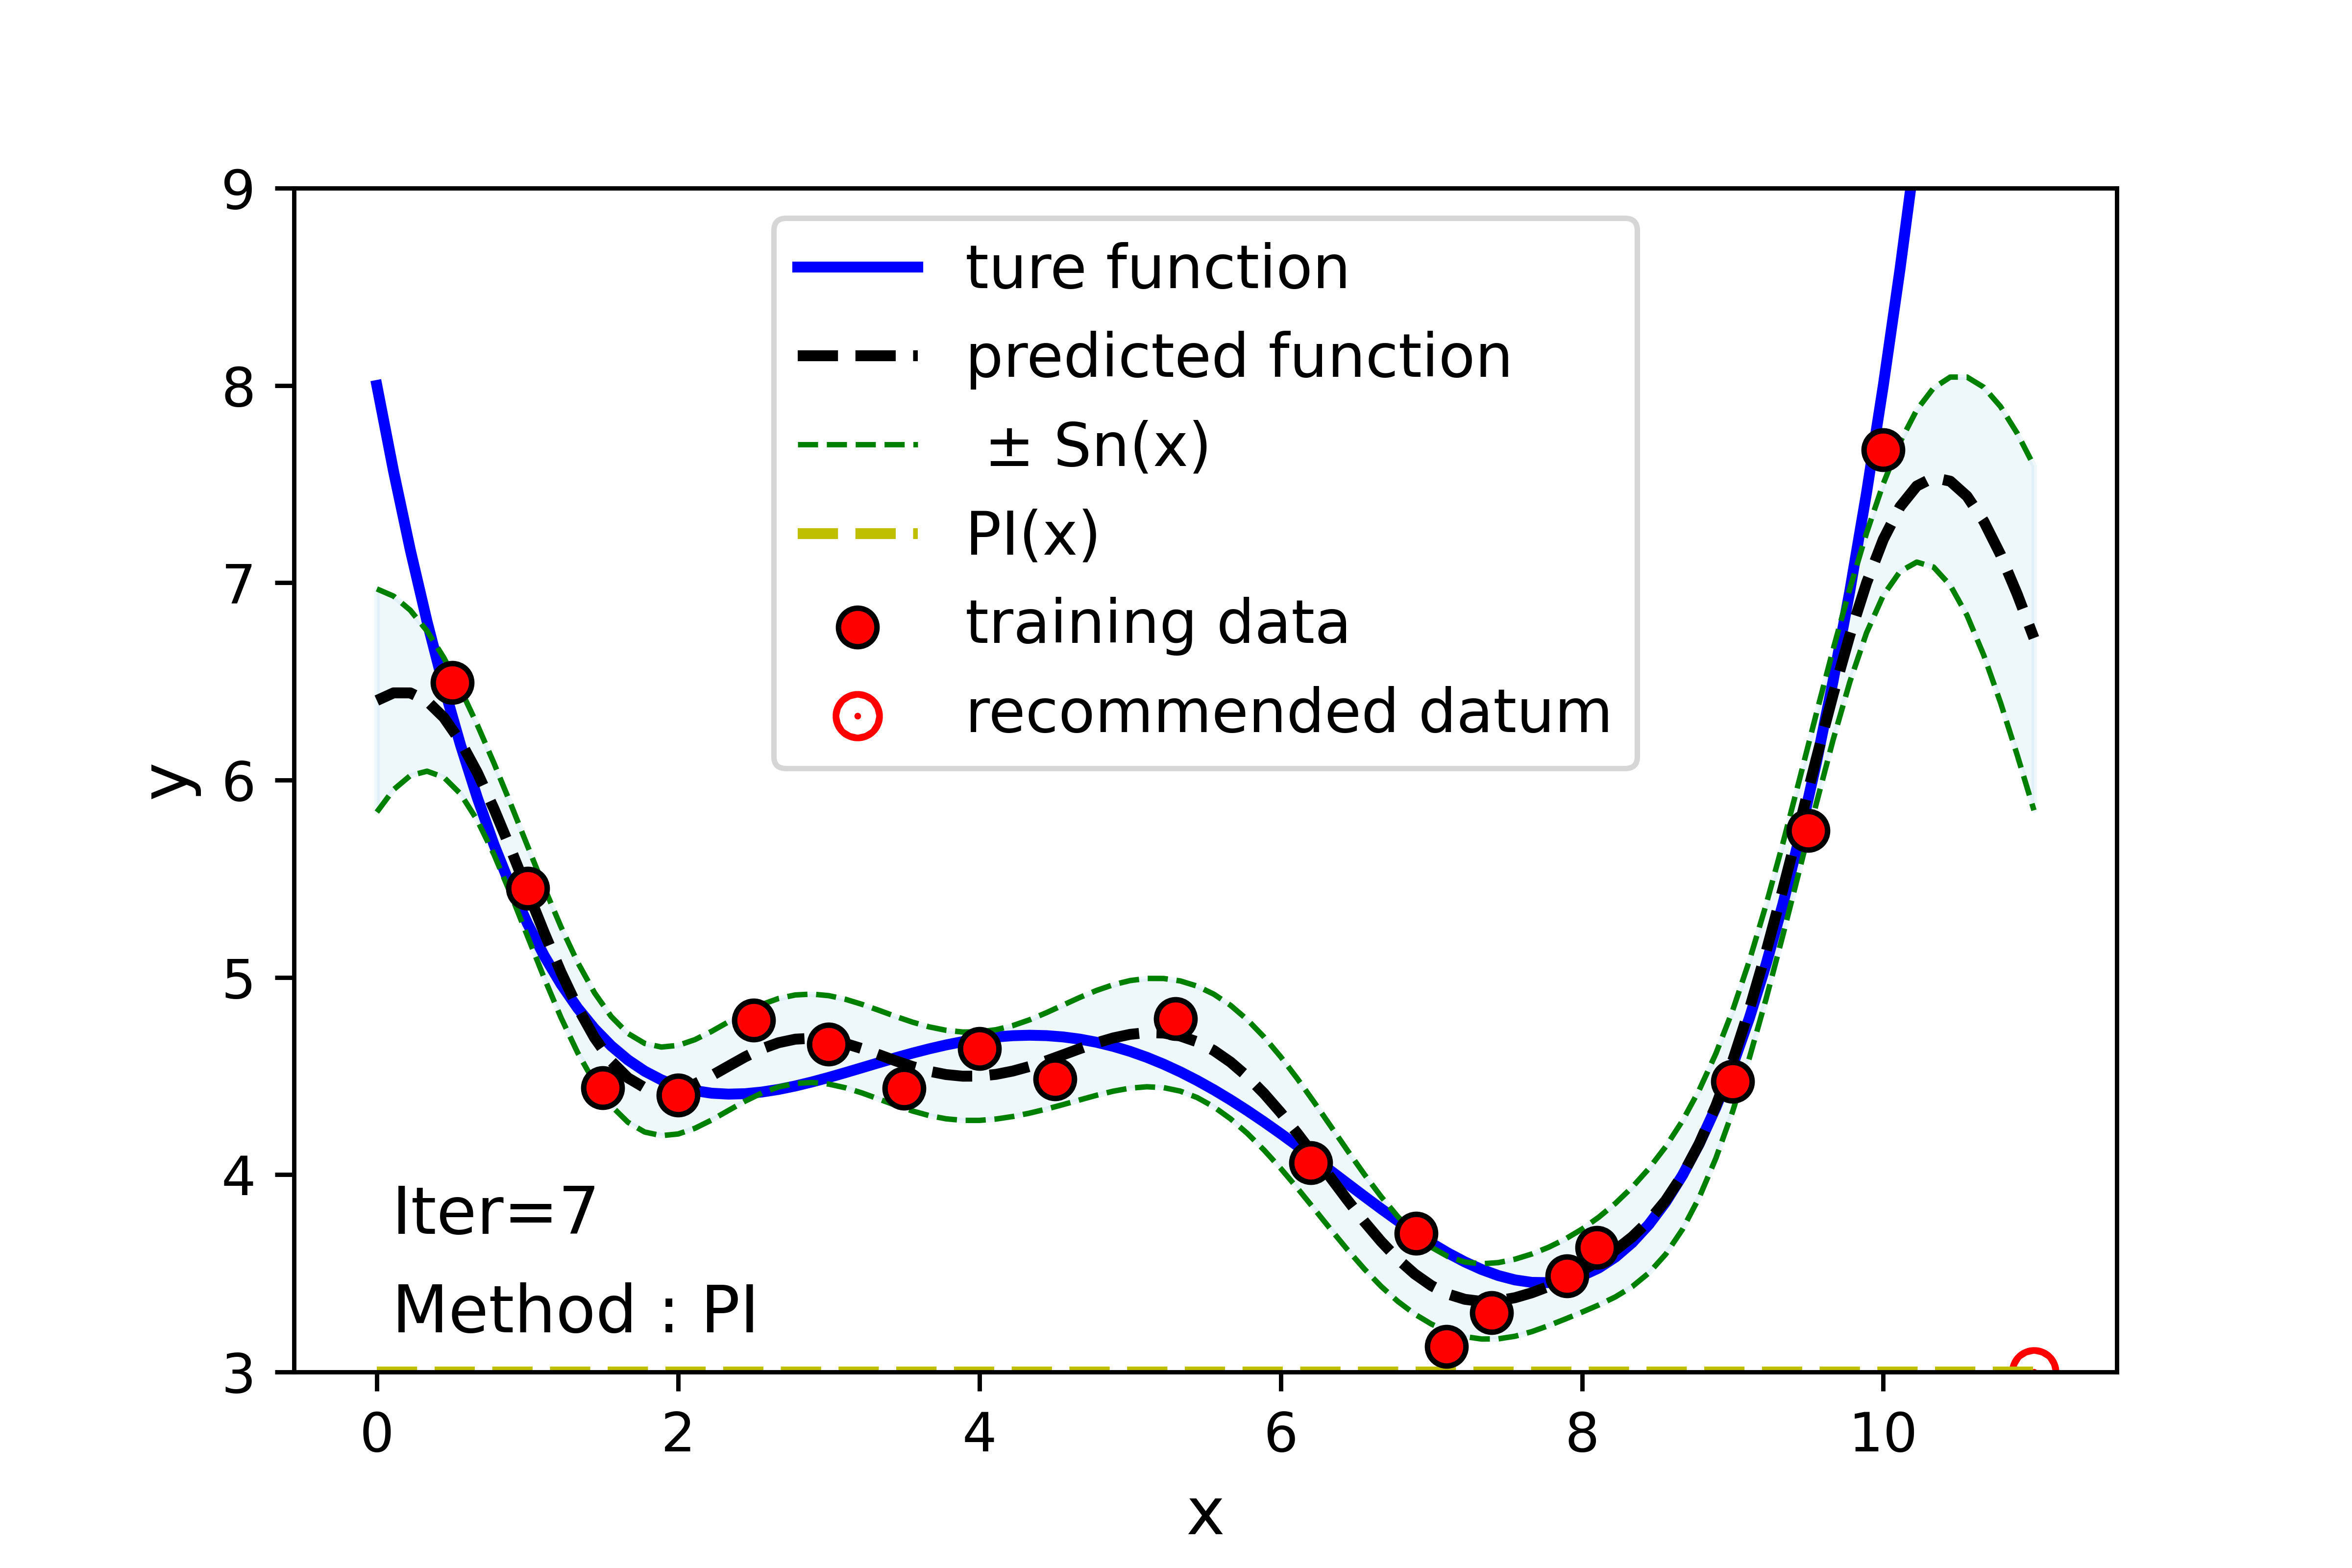 9
8
7
6
5
4
3
y
ture function
predicted function
± Sn(x)
PI(x)
training data
recommended datum
Iter=7
Method : PI
0 2 4 6 8 10
x